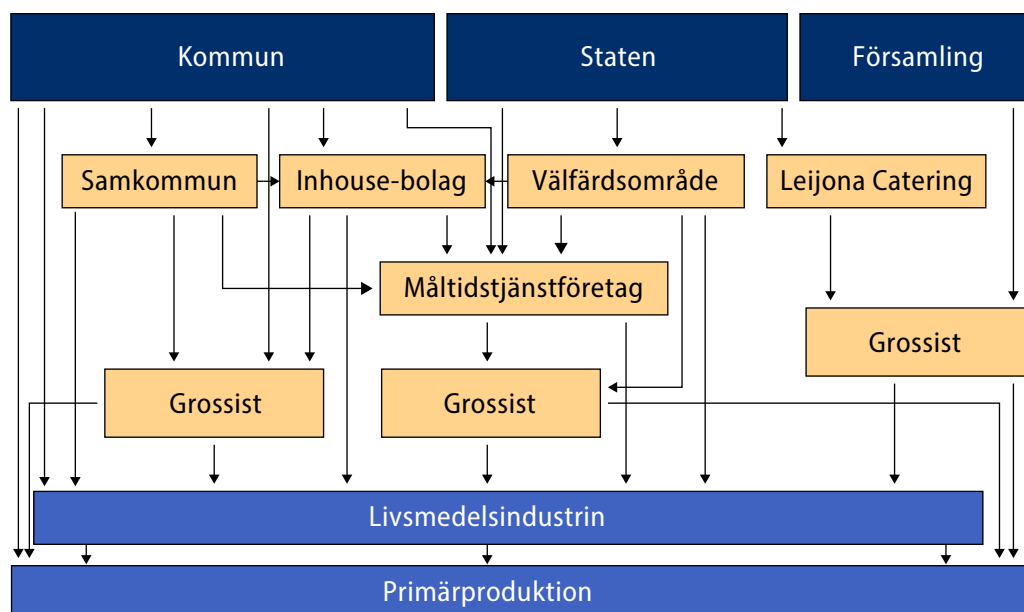 Kommun
Staten
Församling
Samkommun
Inhouse-bolag
Välfärdsområde
Leijona Catering
Måltidstjänstföretag
Grossist
Grossist
Grossist
Livsmedelsindustrin
Primärproduktion